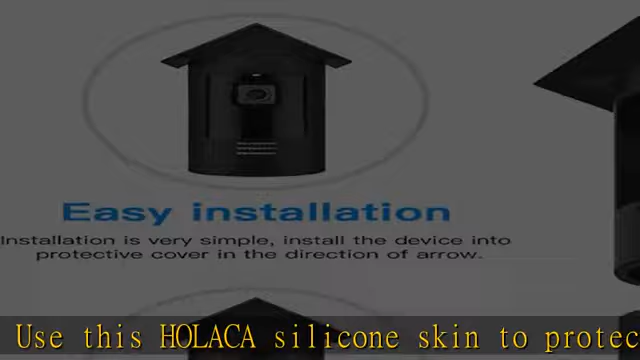 Easy installation
Installation is very simple, install the device into
protective cover in the direction of arrow.
Use this HOLACA silicone skin to protec